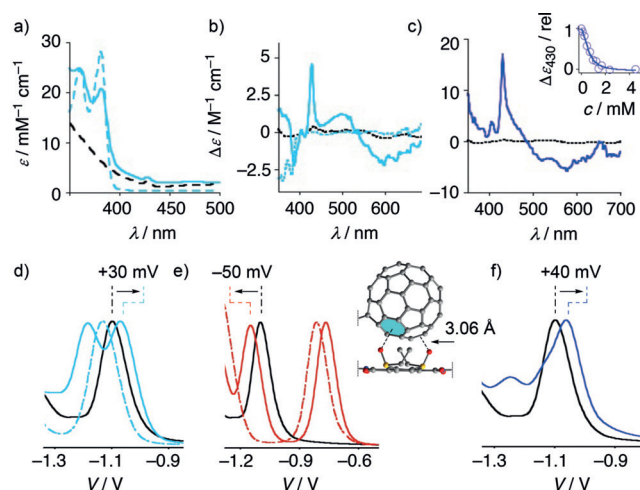 a)
b)
c)
ε / mM⁻¹ cm⁻¹
30
20
10
0
400
500
λ / nm
Δε / M⁻¹ cm⁻¹
5
2.5
0
−2.5
400 500 600
λ / nm
20
10
0
−10
400 500 600 700
λ / nm
Δε₄₃₀ / rel
1
0.5
0
0 2 4
c / mM
d)
+30 mV
−1.3 −1.1 −0.9
V / V
e)
−50 mV
−1.2 −0.9 −0.6
V / V
3.06 Å
f)
+40 mV
−1.3 −1.1 −0.9
V / V